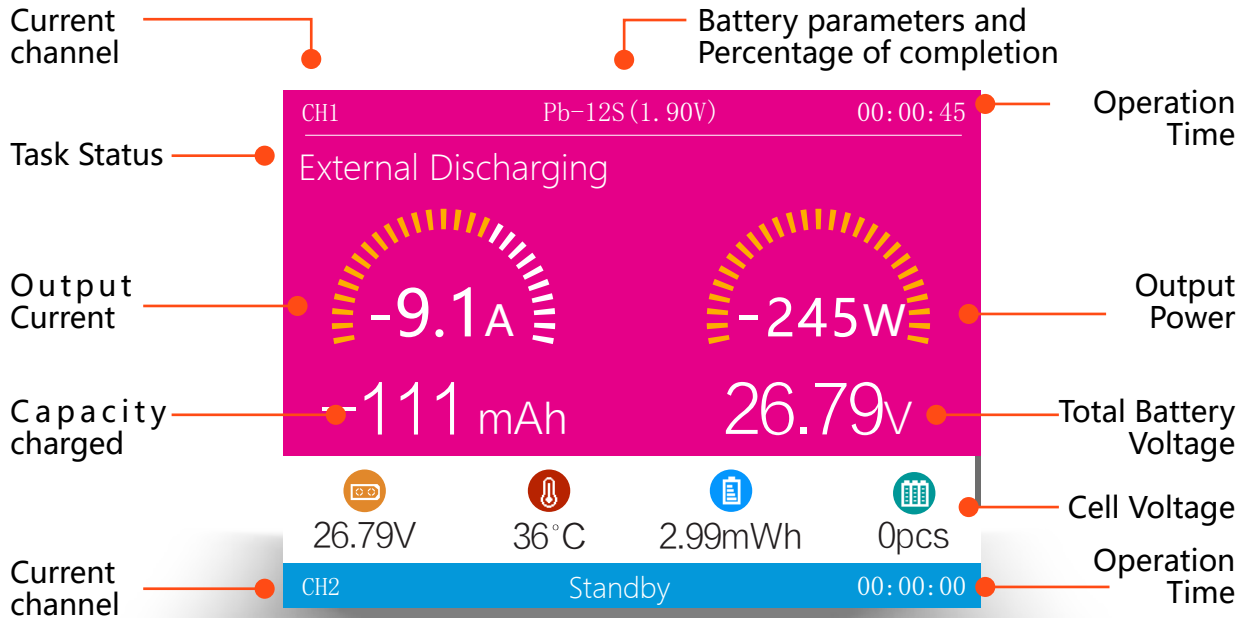 Current
channel
Battery parameters and
Percentage of completion
CH1
Pb-12S(1.90V)
00:00:45
Operation
Time
Task Status
External Discharging
Output
Current
-9.1A
-245W
Output
Power
Capacity
charged
-111 mAh
26.79V
Total Battery
Voltage
26.79V
36°C
2.99mWh
0pcs
Cell Voltage
Current
channel
CH2
Standby
00:00:00
Operation
Time